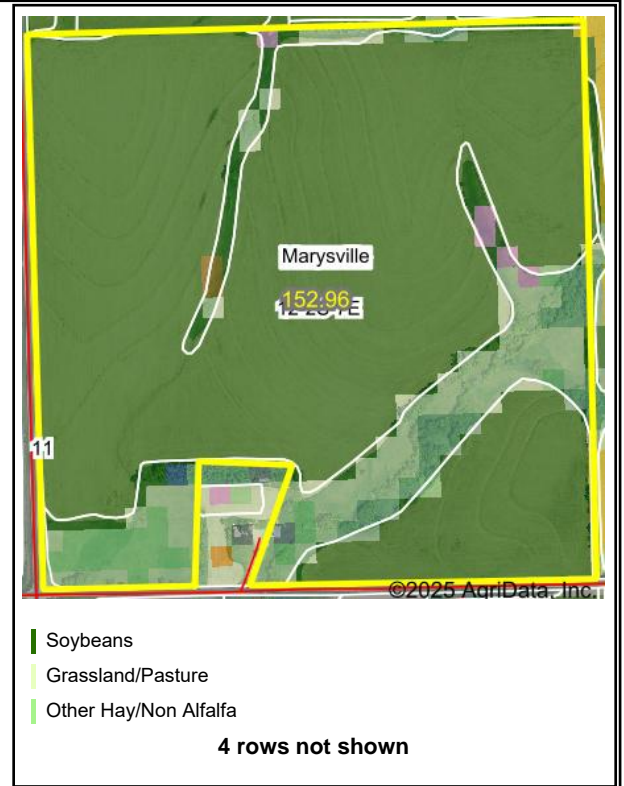 Marysville
152.96
11
©2025 AgriData, Inc.
Soybeans
Grassland/Pasture
Other Hay/Non Alfalfa
4 rows not shown